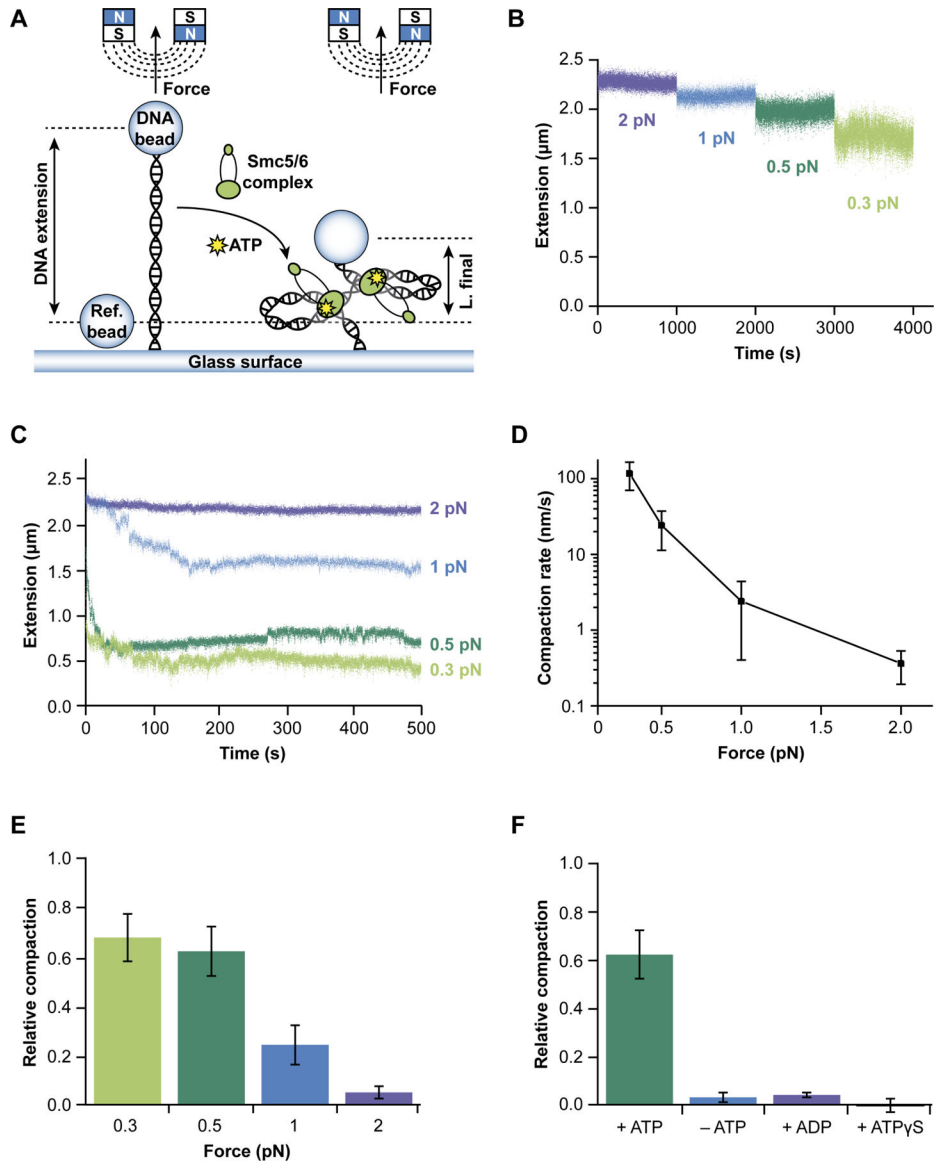 A
N
S
S
N
N
S
S
N
Force
Force
DNA
bead
Smc5/6
complex
DNA extension
ATP
L. final
Ref.
bead
Glass surface
B
Extension (µm)
2.5
2.0
1.5
1.0
0.5
0.0
2 pN
1 pN
0.5 pN
0.3 pN
0 1000 2000 3000 4000
Time (s)
C
Extension (µm)
2.5
2.0
1.5
1.0
0.5
0.0
2 pN
1 pN
0.5 pN
0.3 pN
0 100 200 300 400 500
Time (s)
D
Compaction rate (nm/s)
100
10
1
0.1
0 0.5 1.0 1.5 2.0
Force (pN)
E
Relative compaction
1.0
0.8
0.6
0.4
0.2
0.0
0.3 0.5 1 2
Force (pN)
F
Relative compaction
1.0
0.8
0.6
0.4
0.2
0.0
+ ATP – ATP + ADP + ATPγS